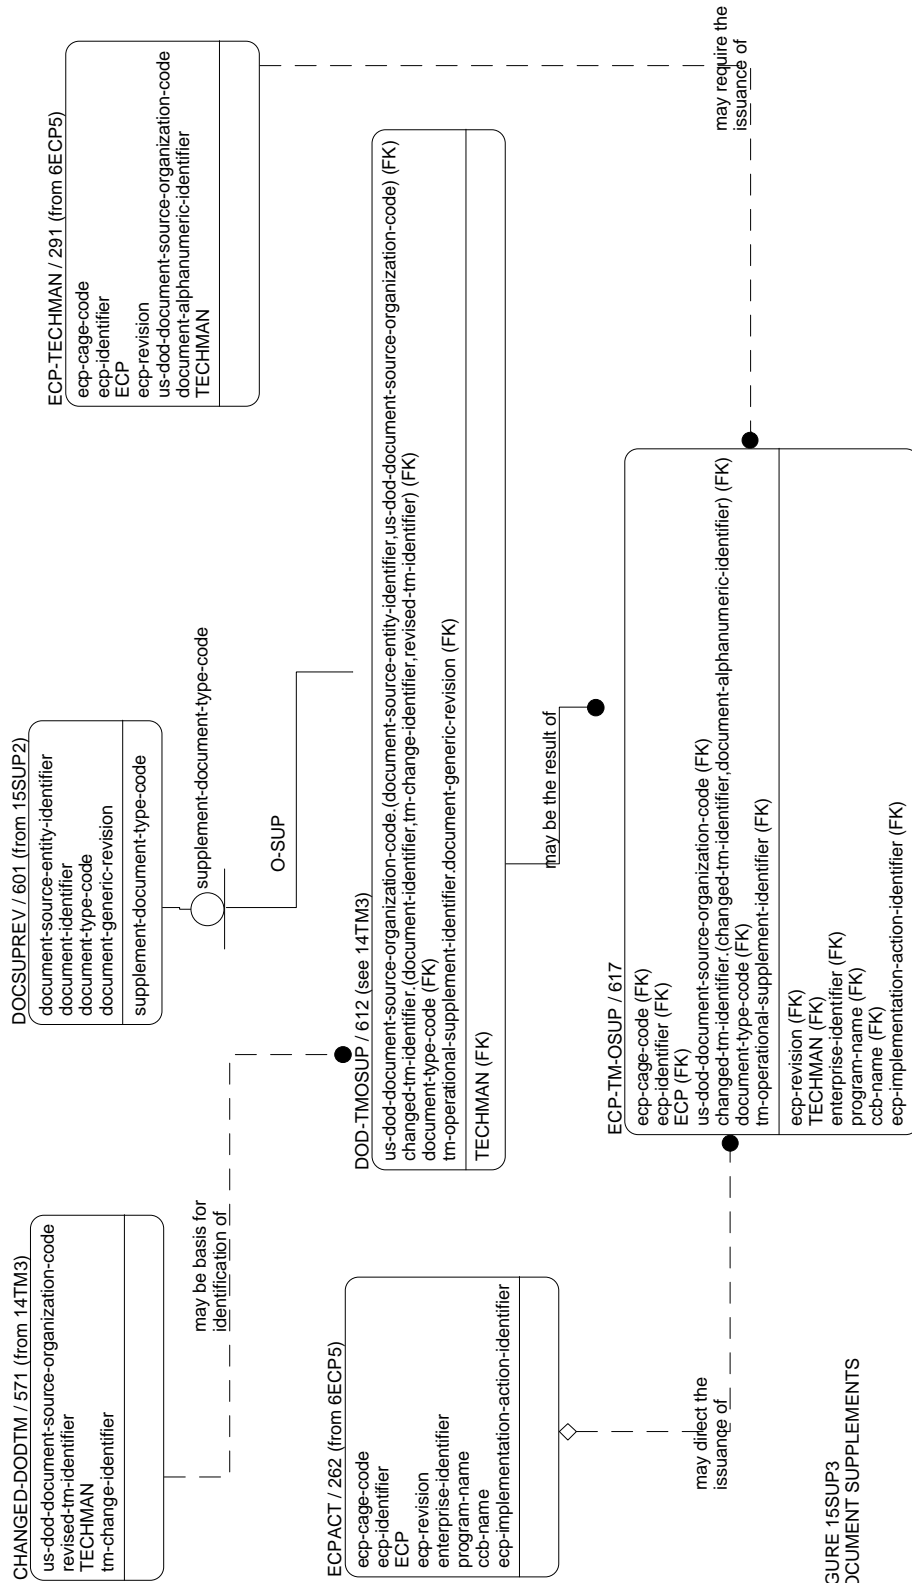 CHANGED-DODTM / 571 (from 14TM3)
us-dod-document-source-organization-code
revised-tm-identifier
TECHMAN
tm-change-identifier
DOCSUPREV / 601 (from 15SUP2)
document-source-entity-identifier
document-identifier
document-type-code
document-generic-revision
supplement-document-type-code
ECP-TECHMAN / 291 (from 6ECP5)
ecp-cage-code
ecp-identifier
ECP
ecp-revision
us-dod-document-source-organization-code
document-alphanumeric-identifier
TECHMAN
supplement-document-type-code
may be basis for
identification of
O-SUP
DOD-TMOSUP / 612 (see 14TM3)
us-dod-document-source-organization-code.(document-source-entity-identifier,us-dod-document-source-organization-code) (FK)
changed-tm-identifier.(document-identifier,tm-change-identifier,revised-tm-identifier) (FK)
document-type-code (FK)
tm-operational-supplement-identifier.document-generic-revision (FK)
TECHMAN (FK)
ECPACT / 262 (from 6ECP5)
ecp-cage-code
ecp-identifier
ECP
ecp-revision
enterprise-identifier
program-name
ccb-name
ecp-implementation-action-identifier
may be the result of
may require the
issuance of
may direct the
issuance of
ECP-TM-OSUP / 617
ecp-cage-code (FK)
ecp-identifier (FK)
ECP (FK)
us-dod-document-source-organization-code (FK)
changed-tm-identifier.(changed-tm-identifier,document-alphanumeric-identifier) (FK)
document-type-code (FK)
tm-operational-supplement-identifier (FK)
ecp-revision (FK)
TECHMAN (FK)
enterprise-identifier (FK)
program-name (FK)
ccb-name (FK)
ecp-implementation-action-identifier (FK)
GURE 15SUP3
OCUMENT SUPPLEMENTS